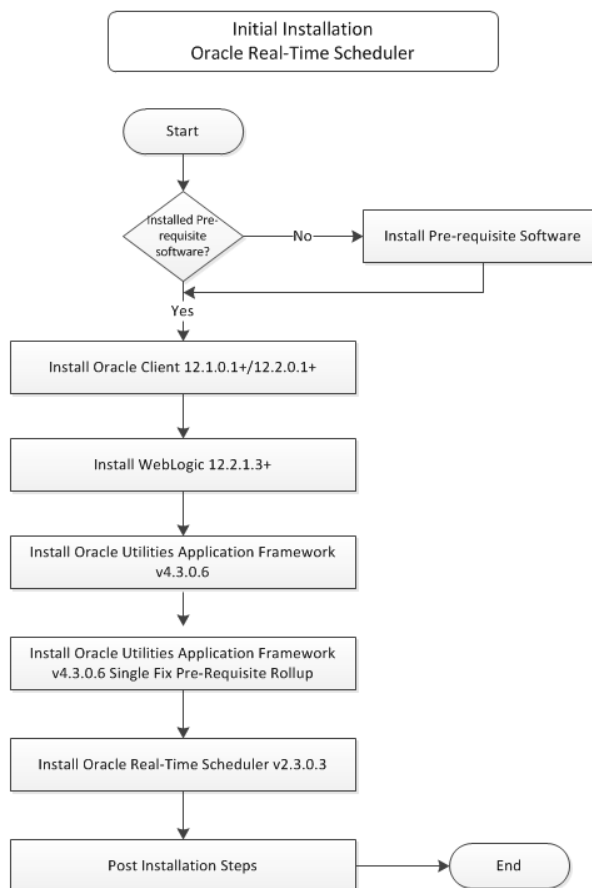 Initial Installation
Oracle Real-Time Scheduler
Start
Installed Pre-
requisite
software?
No
Install Pre-requisite Software
Yes
Install Oracle Client 12.1.0.1+/12.2.0.1+
Install WebLogic 12.2.1.3+
Install Oracle Utilities Application Framework
v4.3.0.6
Install Oracle Utilities Application Framework
v4.3.0.6 Single Fix Pre-Requisite Rollup
Install Oracle Real-Time Scheduler v2.3.0.3
Post Installation Steps
End